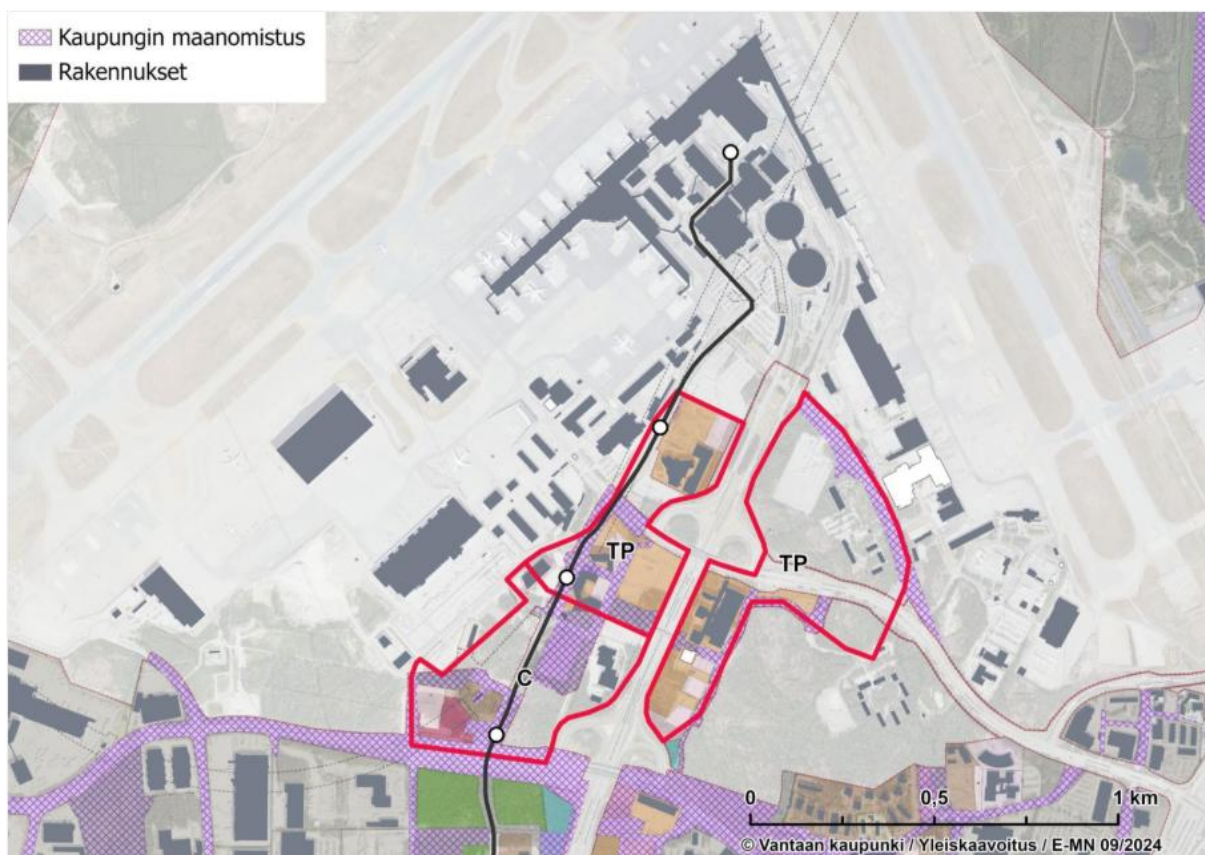 Kaupungin maanomistus
Rakennukset
TP
TP
C
0 0,5 1 km
© Vantaan kaupunki / Yleiskaavoitus / E-MN 09/2024